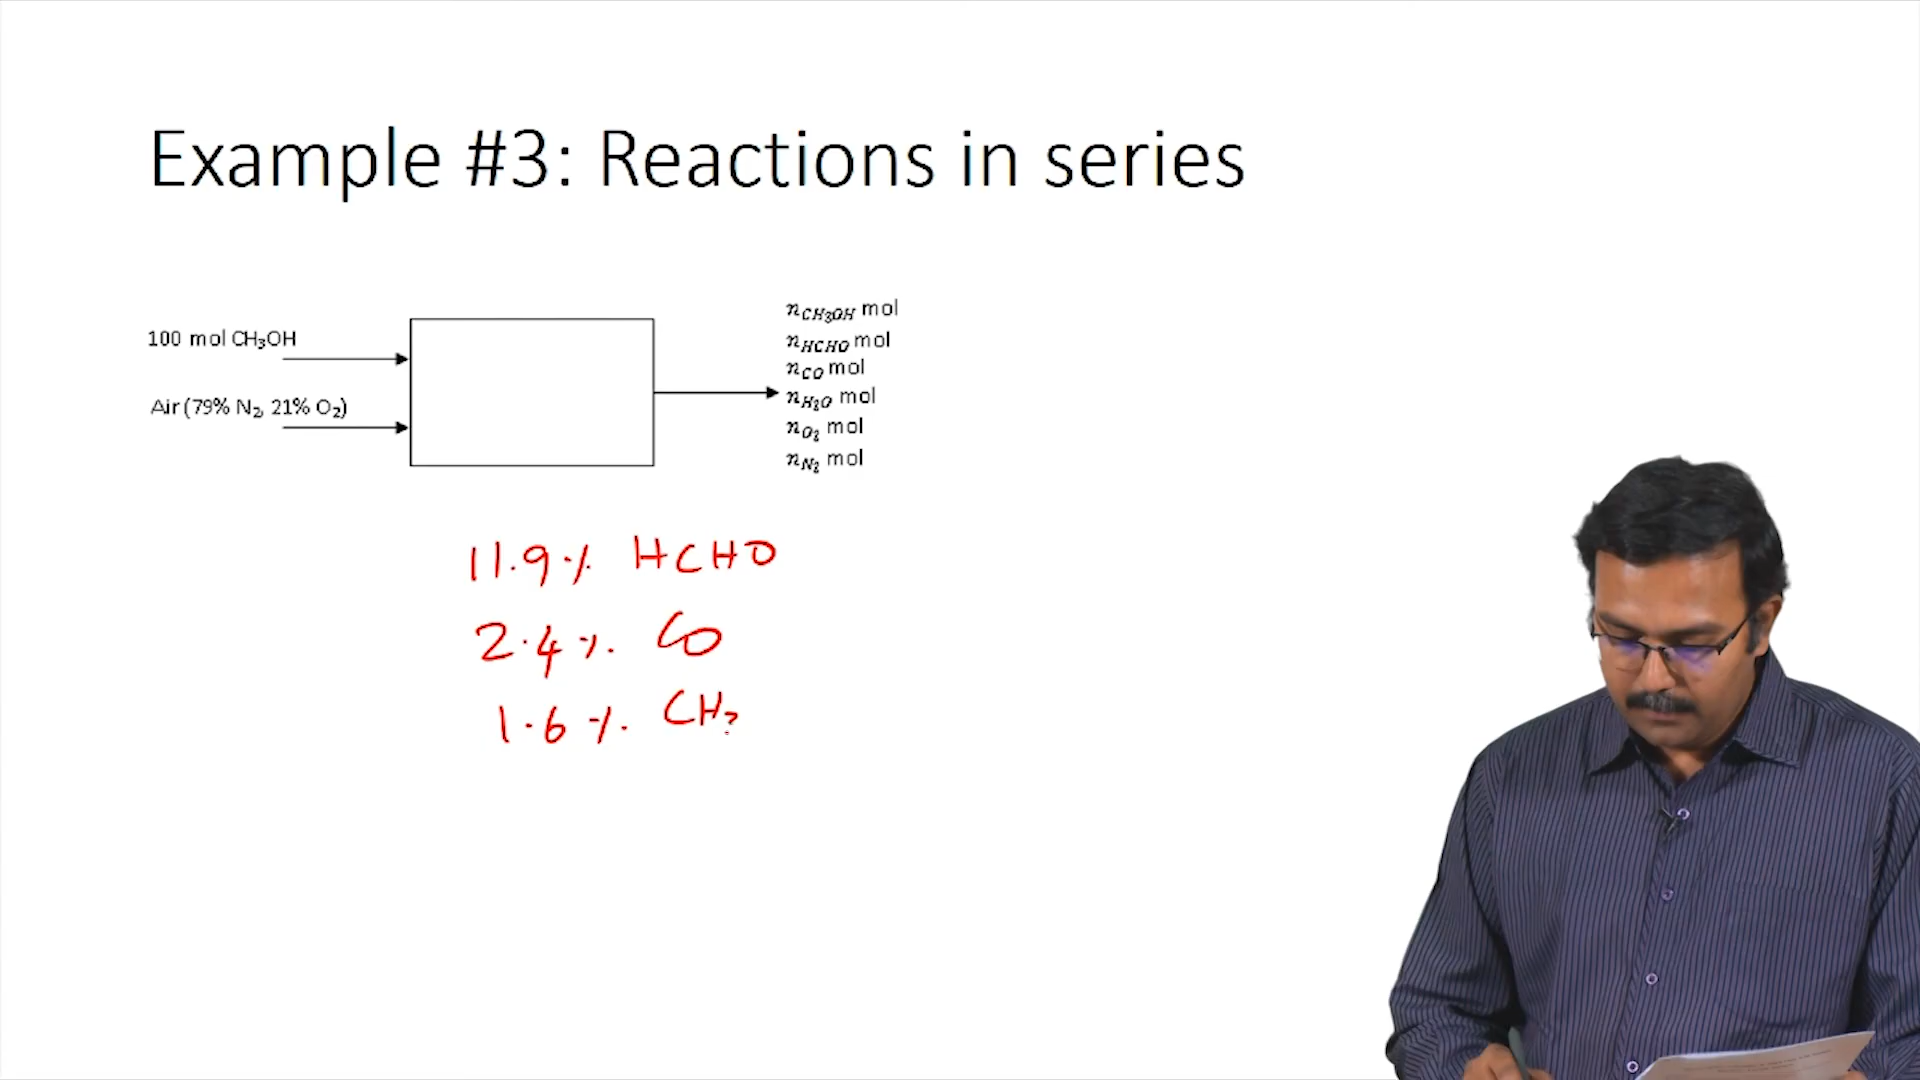 Example #3: Reactions in series
100 mol CH₃OH
Air (79% N₂, 21% O₂)
n_CH₃OH mol
n_HCHO mol
n_CO mol
n_H₂O mol
n_O₂ mol
n_N₂ mol
11.9% HCHO
2.4% CO
1.6% CH₃